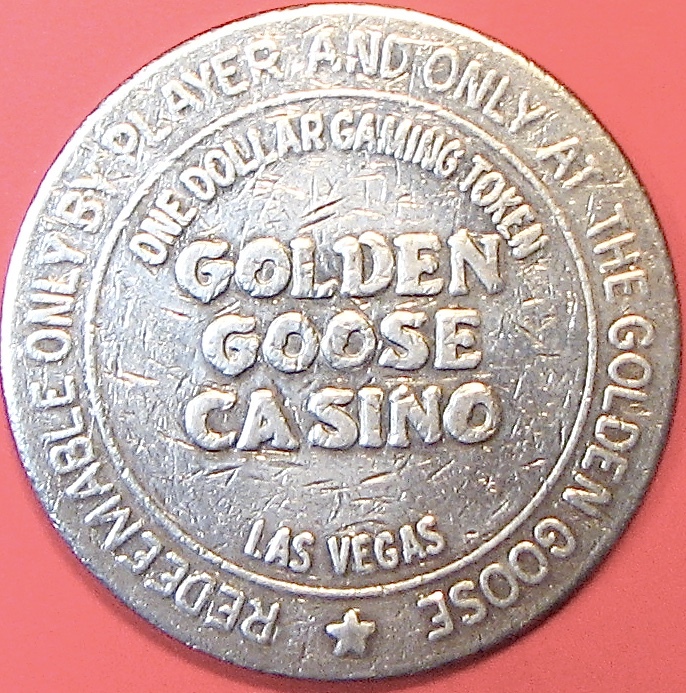 REDEEMABLE ONLY BY PLAYER AND ONLY AT THE GOLDEN GOOSE
ONE DOLLAR GAMING TOKEN
GOLDEN
GOOSE
CASINO
LAS VEGAS